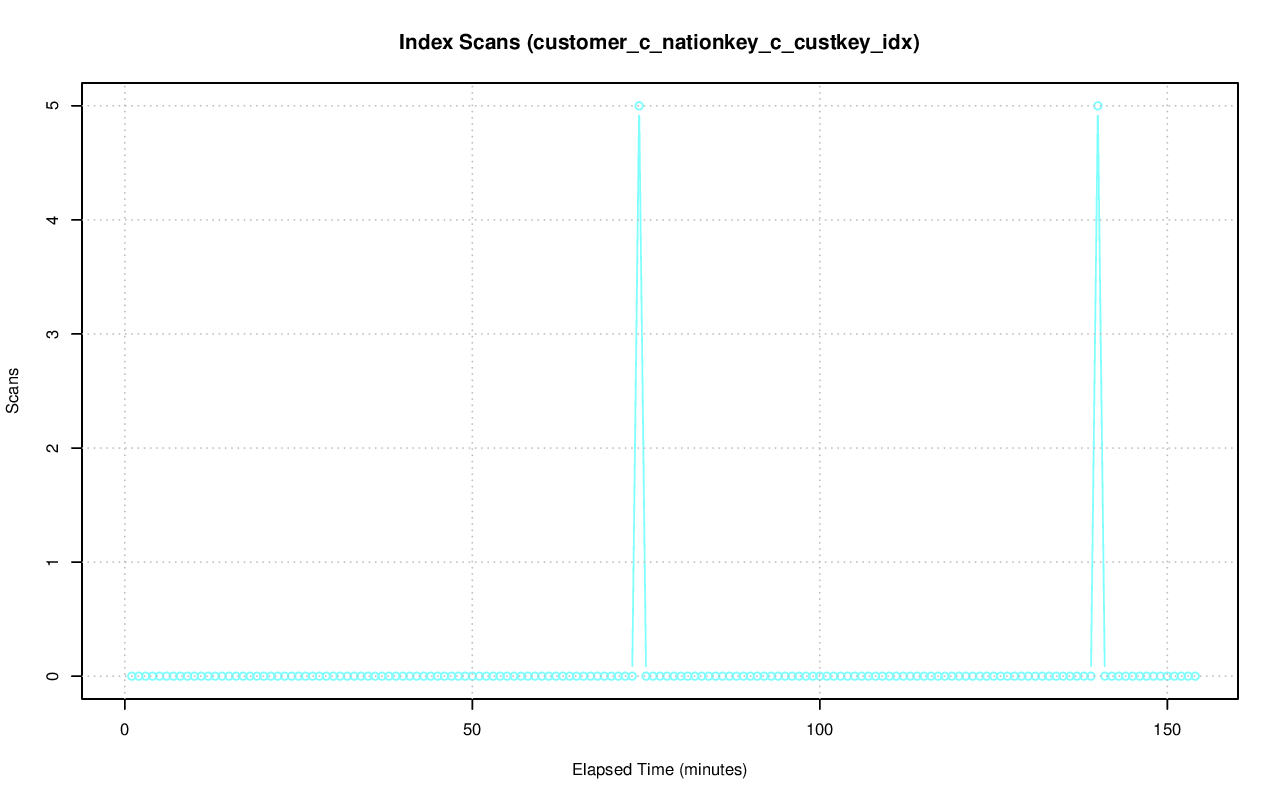 Index Scans (customer_c_nationkey_c_custkey_idx)
5
4
3
2
1
0
Scans
0 50 100 150
Elapsed Time (minutes)